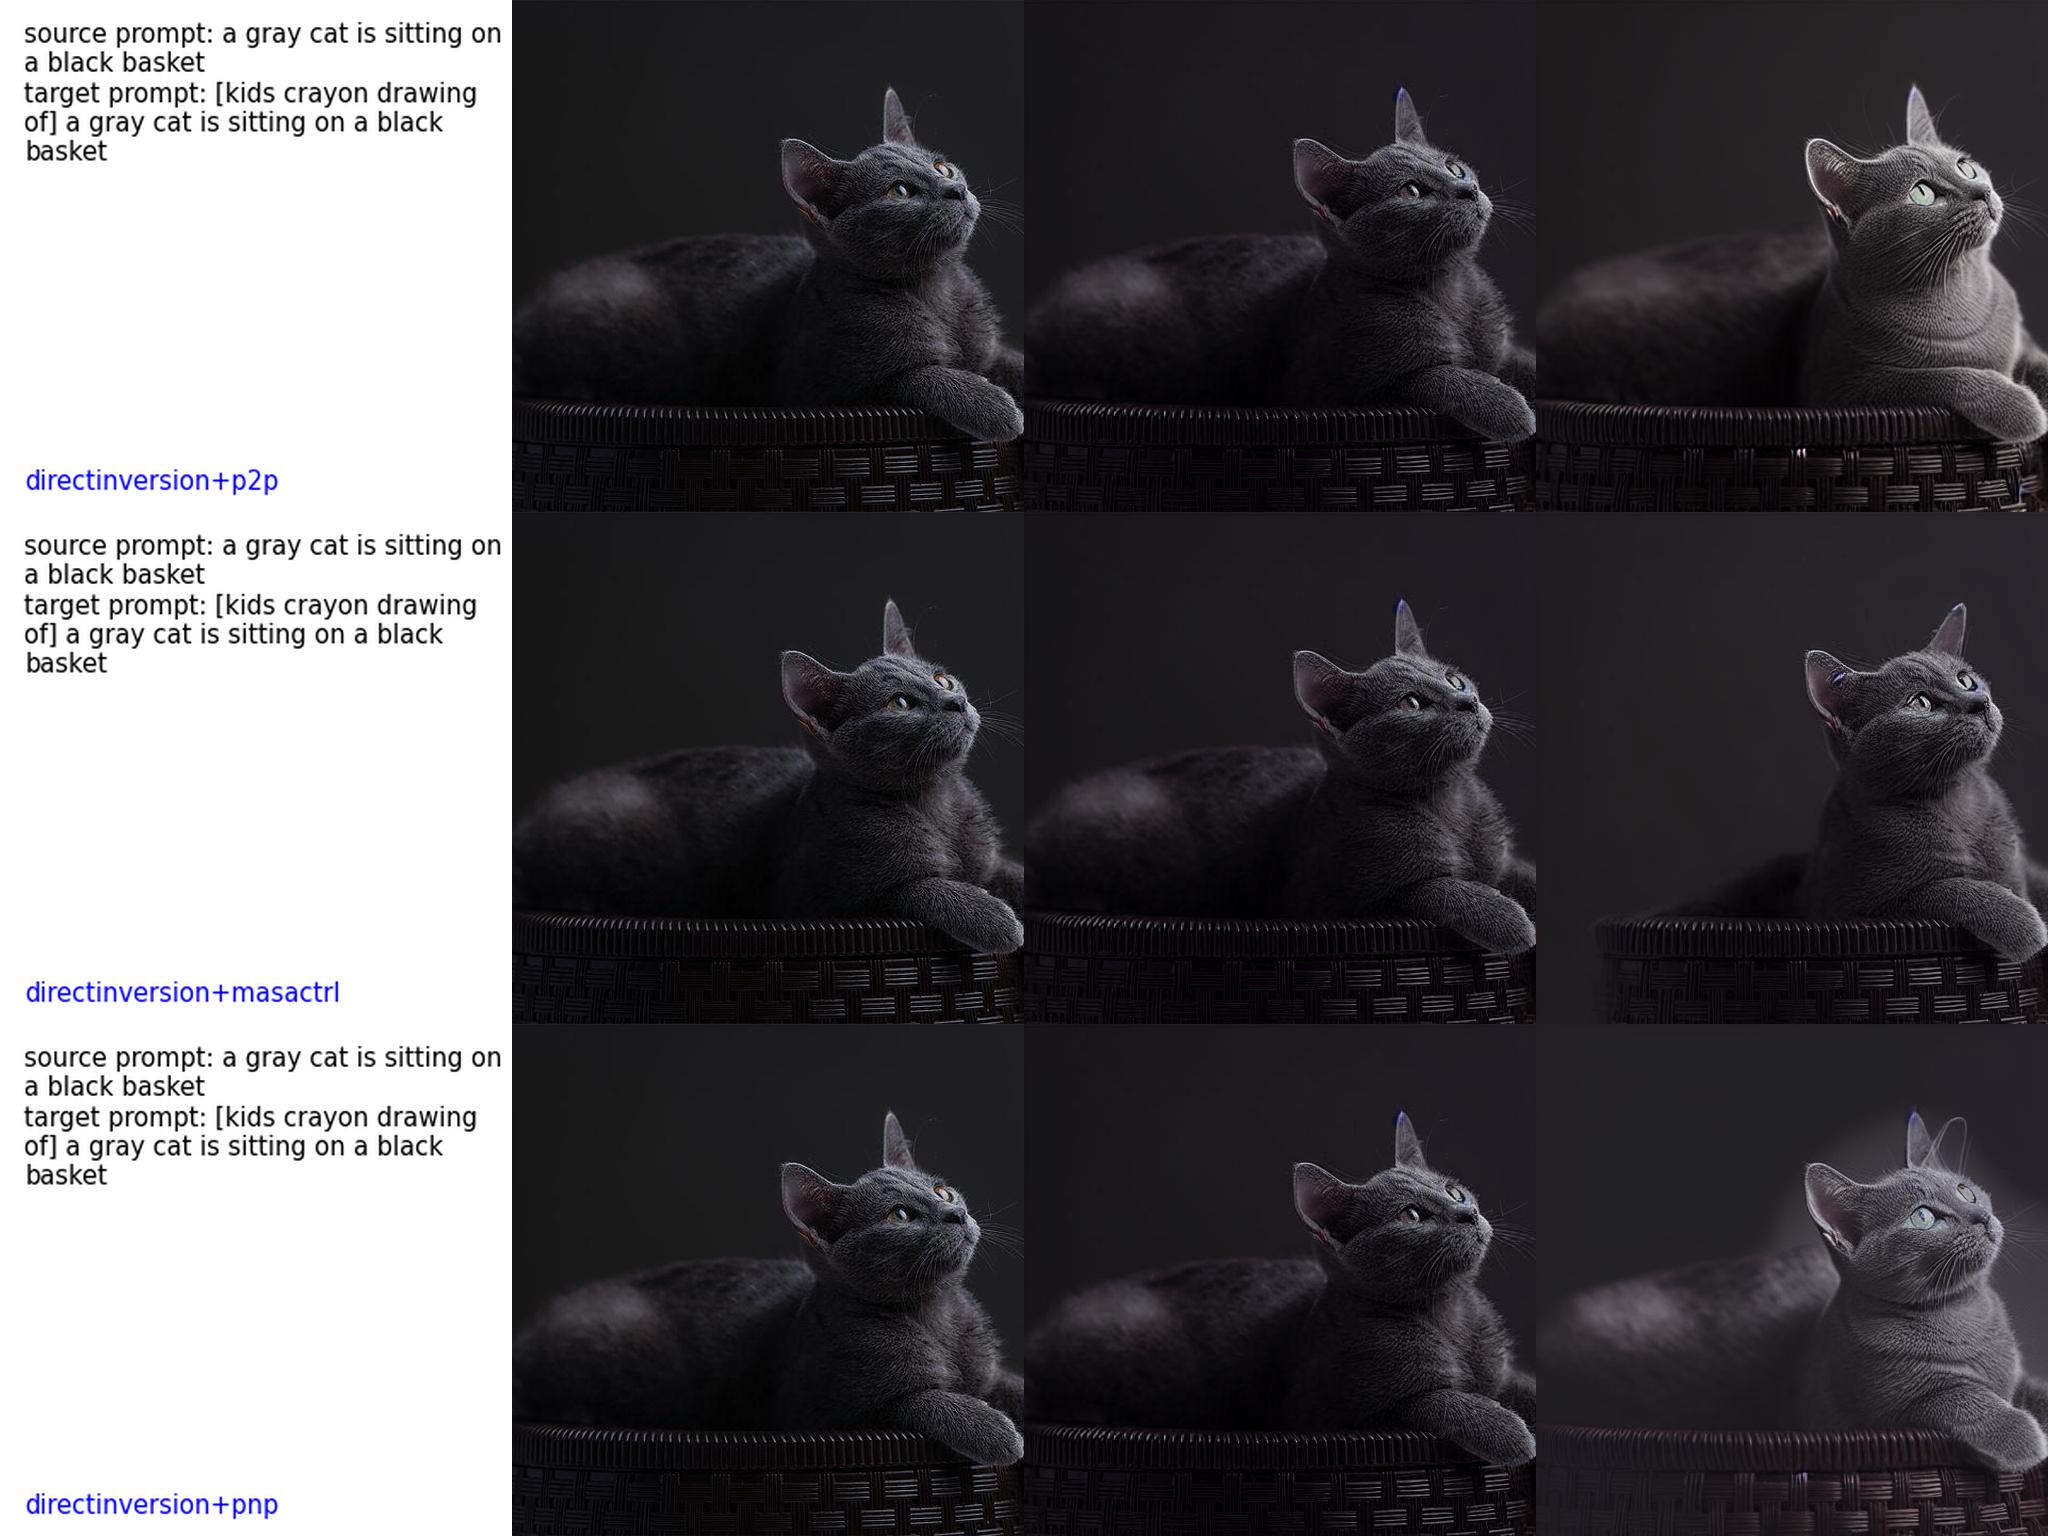 source prompt: a gray cat is sitting on
a black basket
target prompt: [kids crayon drawing
of] a gray cat is sitting on a black
basket
directinversion+p2p
source prompt: a gray cat is sitting on
a black basket
target prompt: [kids crayon drawing
of] a gray cat is sitting on a black
basket
directinversion+masactrl
source prompt: a gray cat is sitting on
a black basket
target prompt: [kids crayon drawing
of] a gray cat is sitting on a black
basket
directinversion+pnp